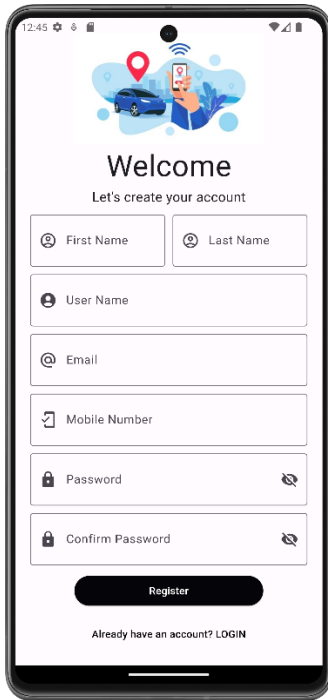 12:45
Welcome
Let's create your account
First Name Last Name
User Name
Email
Mobile Number
Password
Confirm Password
Register
Already have an account? LOGIN